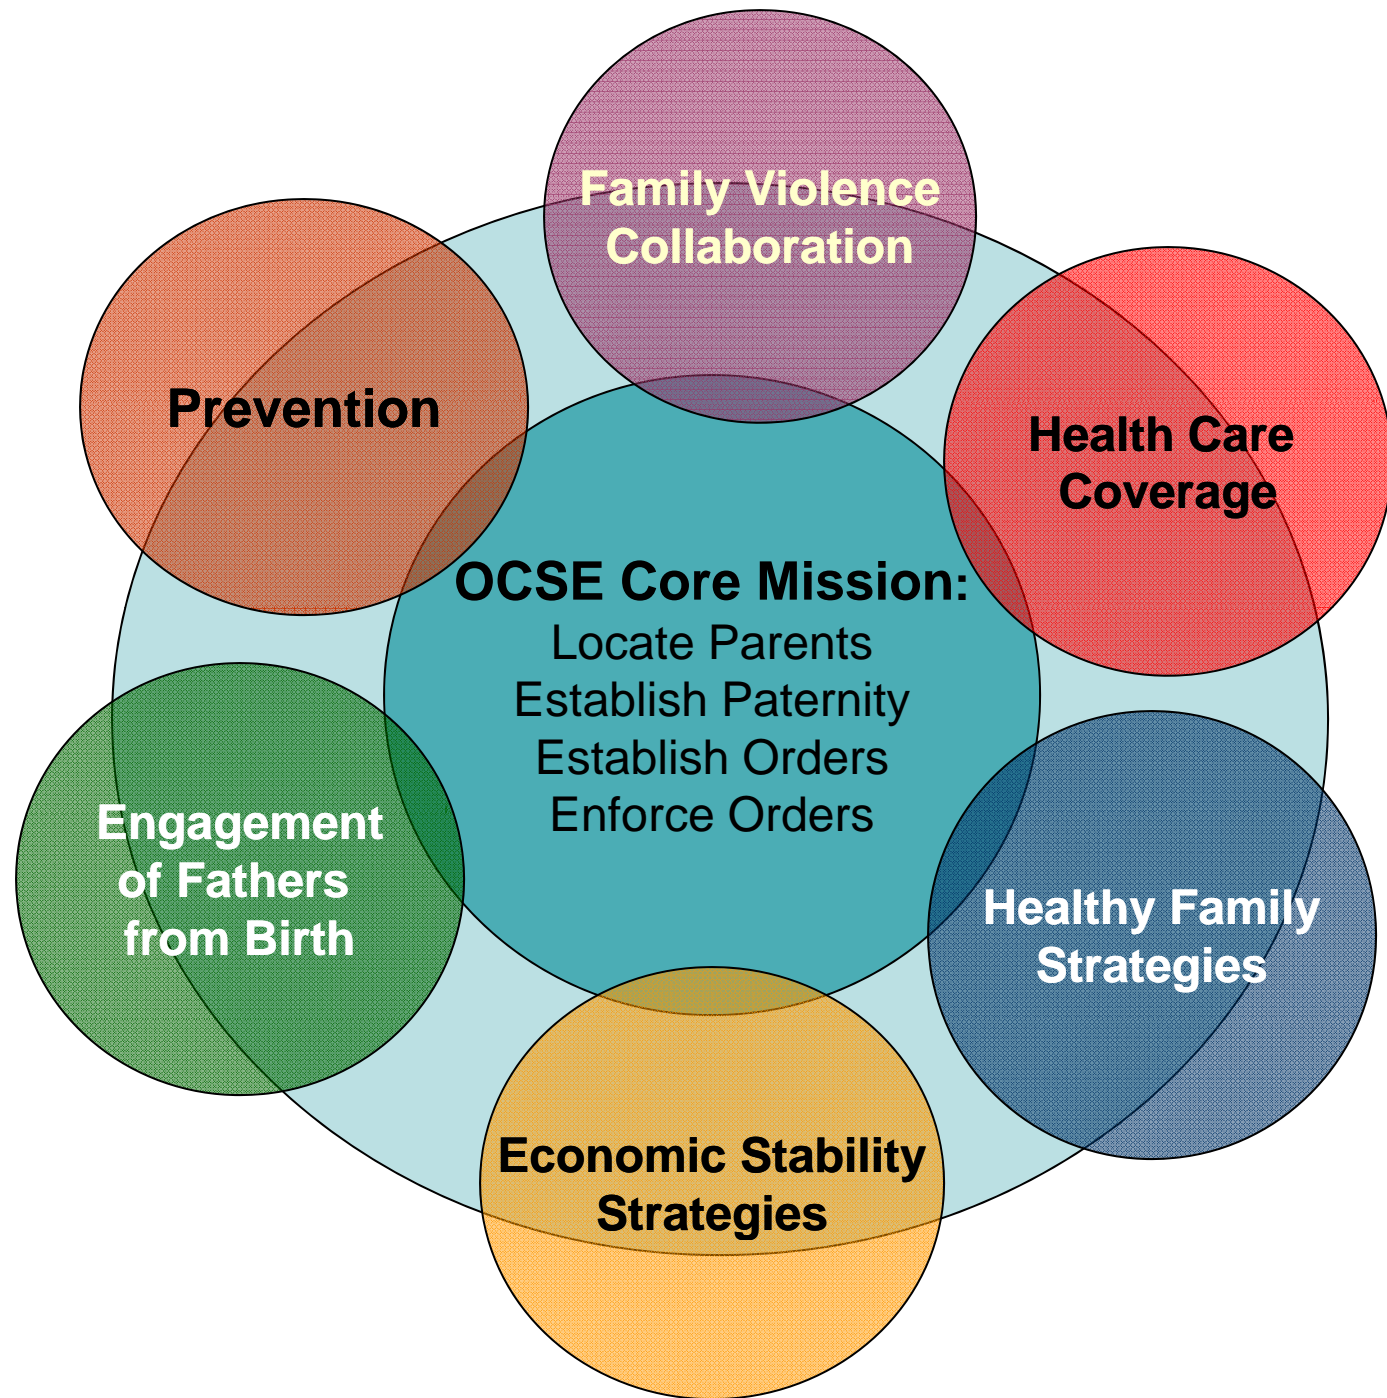 Family Violence
Collaboration
Prevention
Health Care
Coverage
OCSE Core Mission:
Locate Parents
Establish Paternity
Establish Orders
Enforce Orders
Engagement
of Fathers
from Birth
Healthy Family
Strategies
Economic Stability
Strategies